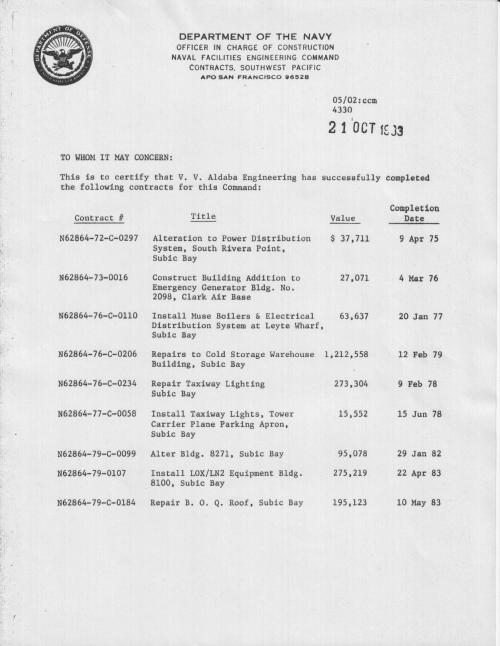 DEPARTMENT OF DEFENSE
DEPARTMENT OF THE NAVY
OFFICER IN CHARGE OF CONSTRUCTION
NAVAL FACILITIES ENGINEERING COMMAND
CONTRACTS, SOUTHWEST PACIFIC
APO SAN FRANCISCO 96528
05/02:ccm
4330
21 OCT 1983
TO WHOM IT MAY CONCERN:
This is to certify that V. V. Aldaba Engineering has successfully completed
the following contracts for this Command:
Completion
Contract # Title Value Date
N62864-72-C-0297 Alteration to Power Distribution $ 37,711 9 Apr 75
System, South Rivera Point,
Subic Bay
N62864-73-0016 Construct Building Addition to 27,071 4 Mar 76
Emergency Generator Bldg. No.
2098, Clark Air Base
N62864-76-C-0110 Install Muse Boilers & Electrical 63,637 20 Jan 77
Distribution System at Leyte Wharf,
Subic Bay
N62864-76-C-0206 Repairs to Cold Storage Warehouse 1,212,558 12 Feb 79
Building, Subic Bay
N62864-76-C-0234 Repair Taxiway Lighting 273,304 9 Feb 78
Subic Bay
N62864-77-C-0058 Install Taxiway Lights, Tower 15,552 15 Jun 78
Carrier Plane Parking Apron,
Subic Bay
N62864-79-C-0099 Alter Bldg. 8271, Subic Bay 95,078 29 Jan 82
N62864-79-0107 Install LOX/LN2 Equipment Bldg. 275,219 22 Apr 83
8100, Subic Bay
N62864-79-C-0184 Repair B. O. Q. Roof, Subic Bay 195,123 10 May 83